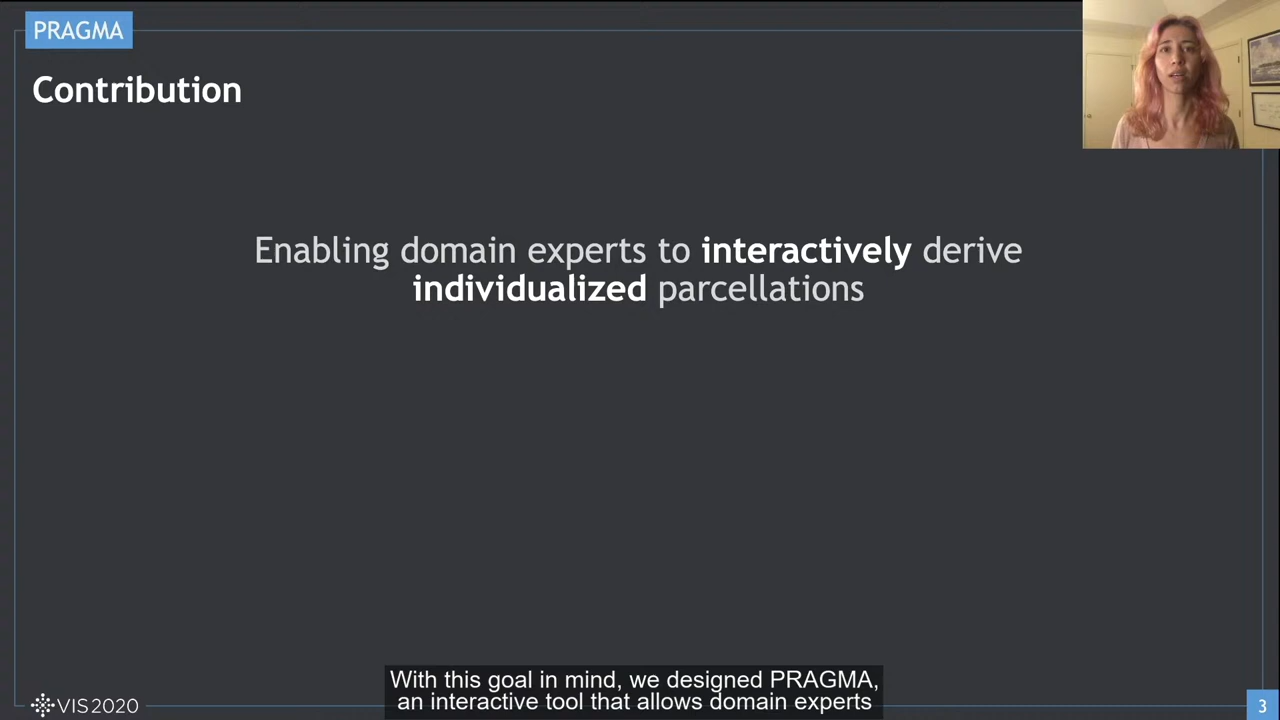 PRAGMA
Contribution
Enabling domain experts to interactively derive
individualized parcellations
With this goal in mind, we designed PRAGMA,
an interactive tool that allows domain experts
VIS2020
3